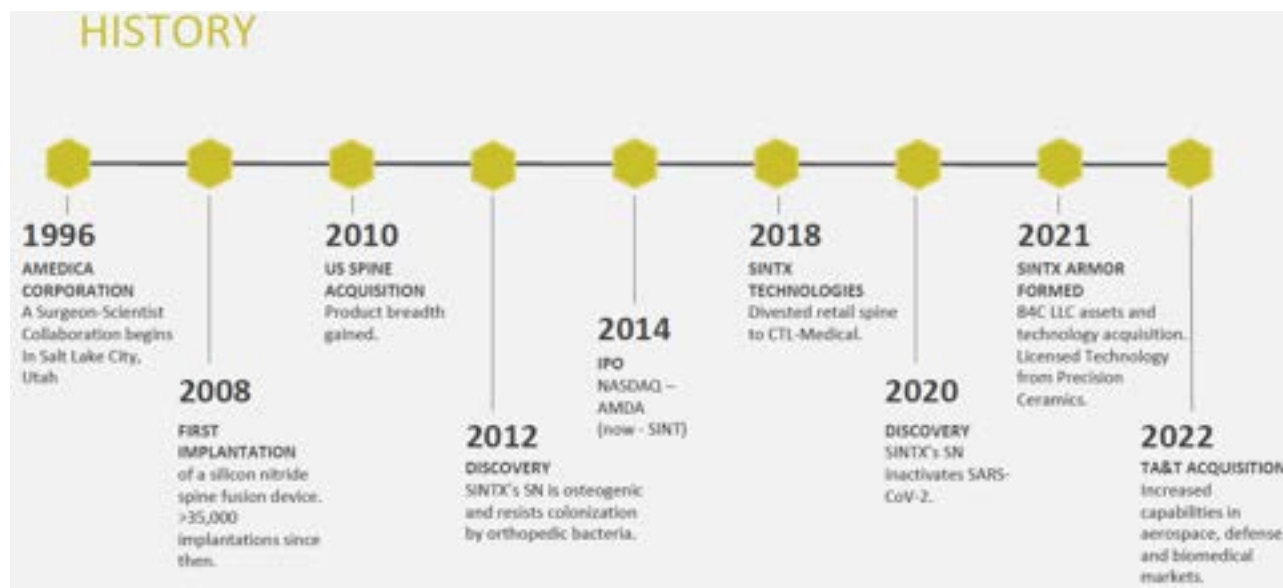 HISTORY
1996
AMEDICA
CORPORATION
A Surgeon-Scientist
Collaboration begins
in Salt Lake City,
Utah
2008
FIRST
IMPLANTATION
of a silicon nitride
spine fusion device.
>35,000
implantations since
then.
2010
US SPINE
ACQUISITION
Product breadth
gained.
2012
DISCOVERY
SINTX's SN is osteogenic
and resists colonization
by orthopedic bacteria.
2014
IPO
NASDAQ –
AMDA
(now - SINT)
2018
SINTX
TECHNOLOGIES
Divested retail spine
to CTL-Medical.
2020
DISCOVERY
SINTX's SN
inactivates SARS-
CoV-2.
2021
SINTX ARMOR
FORMED
B4C LLC assets and
technology acquisition.
Licensed Technology
from Precision
Ceramics.
2022
TA&T ACQUISITION
Increased
capabilities in
aerospace, defense
and biomedical
markets.